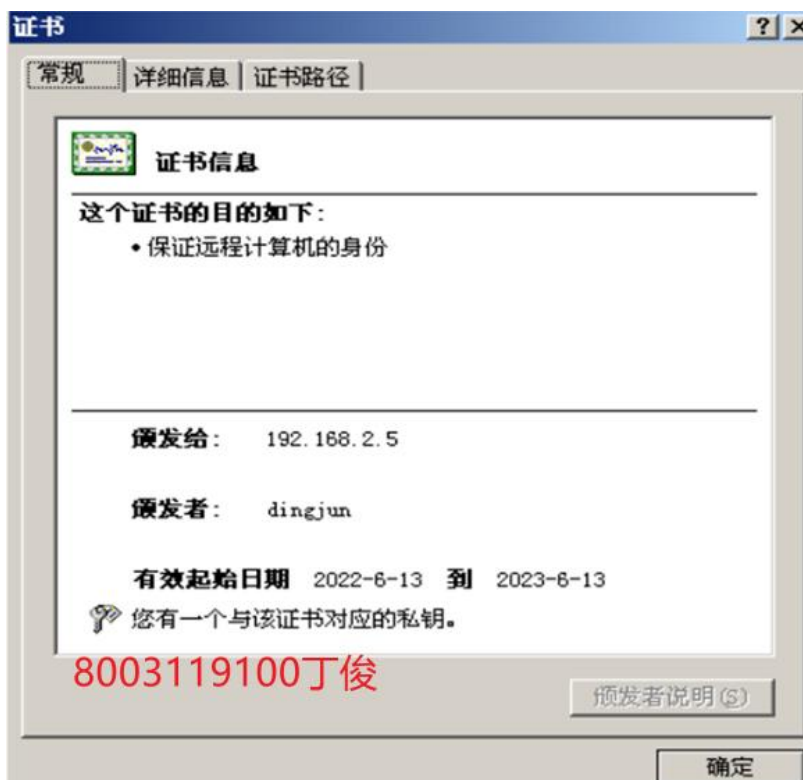 证书
常规 详细信息 证书路径
证书信息
这个证书的目的如下:
•保证远程计算机的身份
颁发给: 192.168.2.5
颁发者: dingjun
有效起始日期 2022-6-13 到 2023-6-13
您有一个与该证书对应的私钥。
8003119100丁俊
颁发者说明(S)
确定